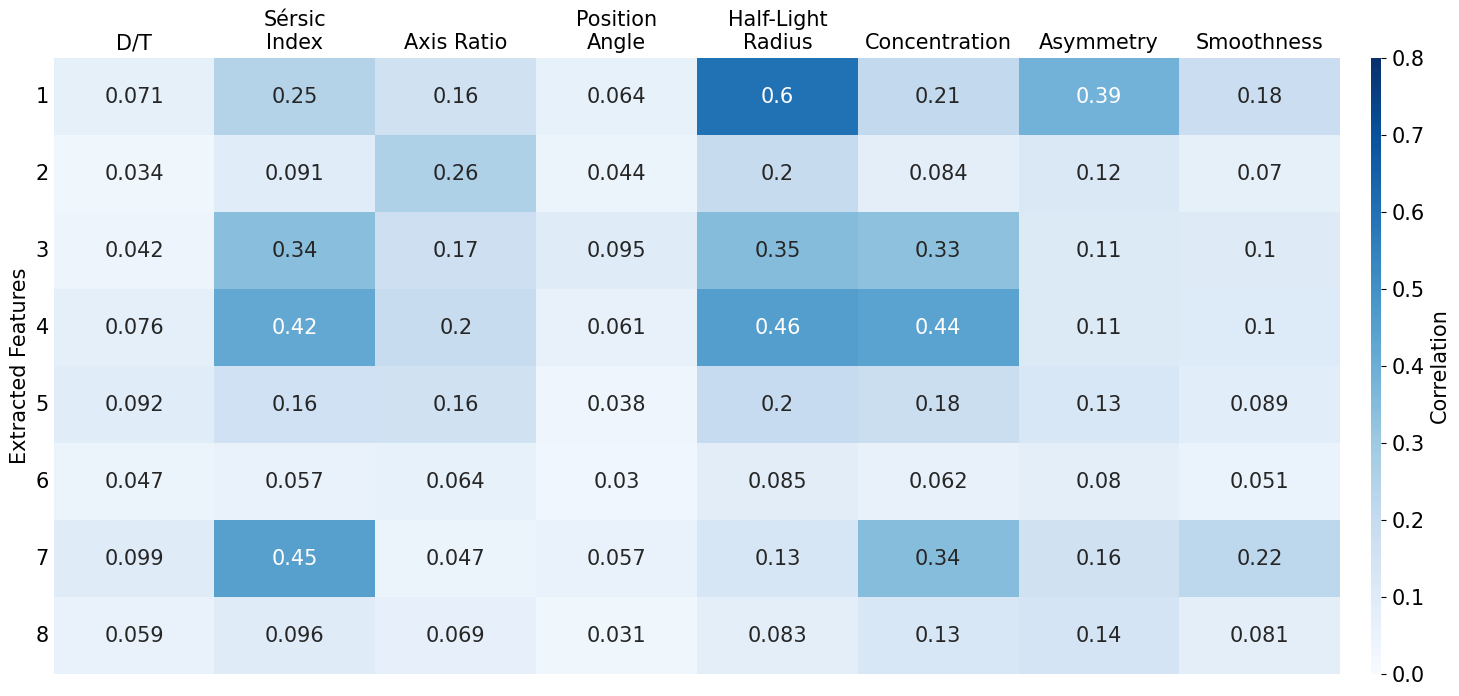 Sérsic Position Half-Light
D/T Index Axis Ratio Angle Radius Concentration Asymmetry Smoothness
1 0.071 0.25 0.16 0.064 0.6 0.21 0.39 0.18
2 0.034 0.091 0.26 0.044 0.2 0.084 0.12 0.07
3 0.042 0.34 0.17 0.095 0.35 0.33 0.11 0.1
4 0.076 0.42 0.2 0.061 0.46 0.44 0.11 0.1
5 0.092 0.16 0.16 0.038 0.2 0.18 0.13 0.089
6 0.047 0.057 0.064 0.03 0.085 0.062 0.08 0.051
7 0.099 0.45 0.047 0.057 0.13 0.34 0.16 0.22
8 0.059 0.096 0.069 0.031 0.083 0.13 0.14 0.081
Extracted Features
0.8
0.7
0.6
0.5
0.4
0.3
0.2
0.1
0.0
Correlation